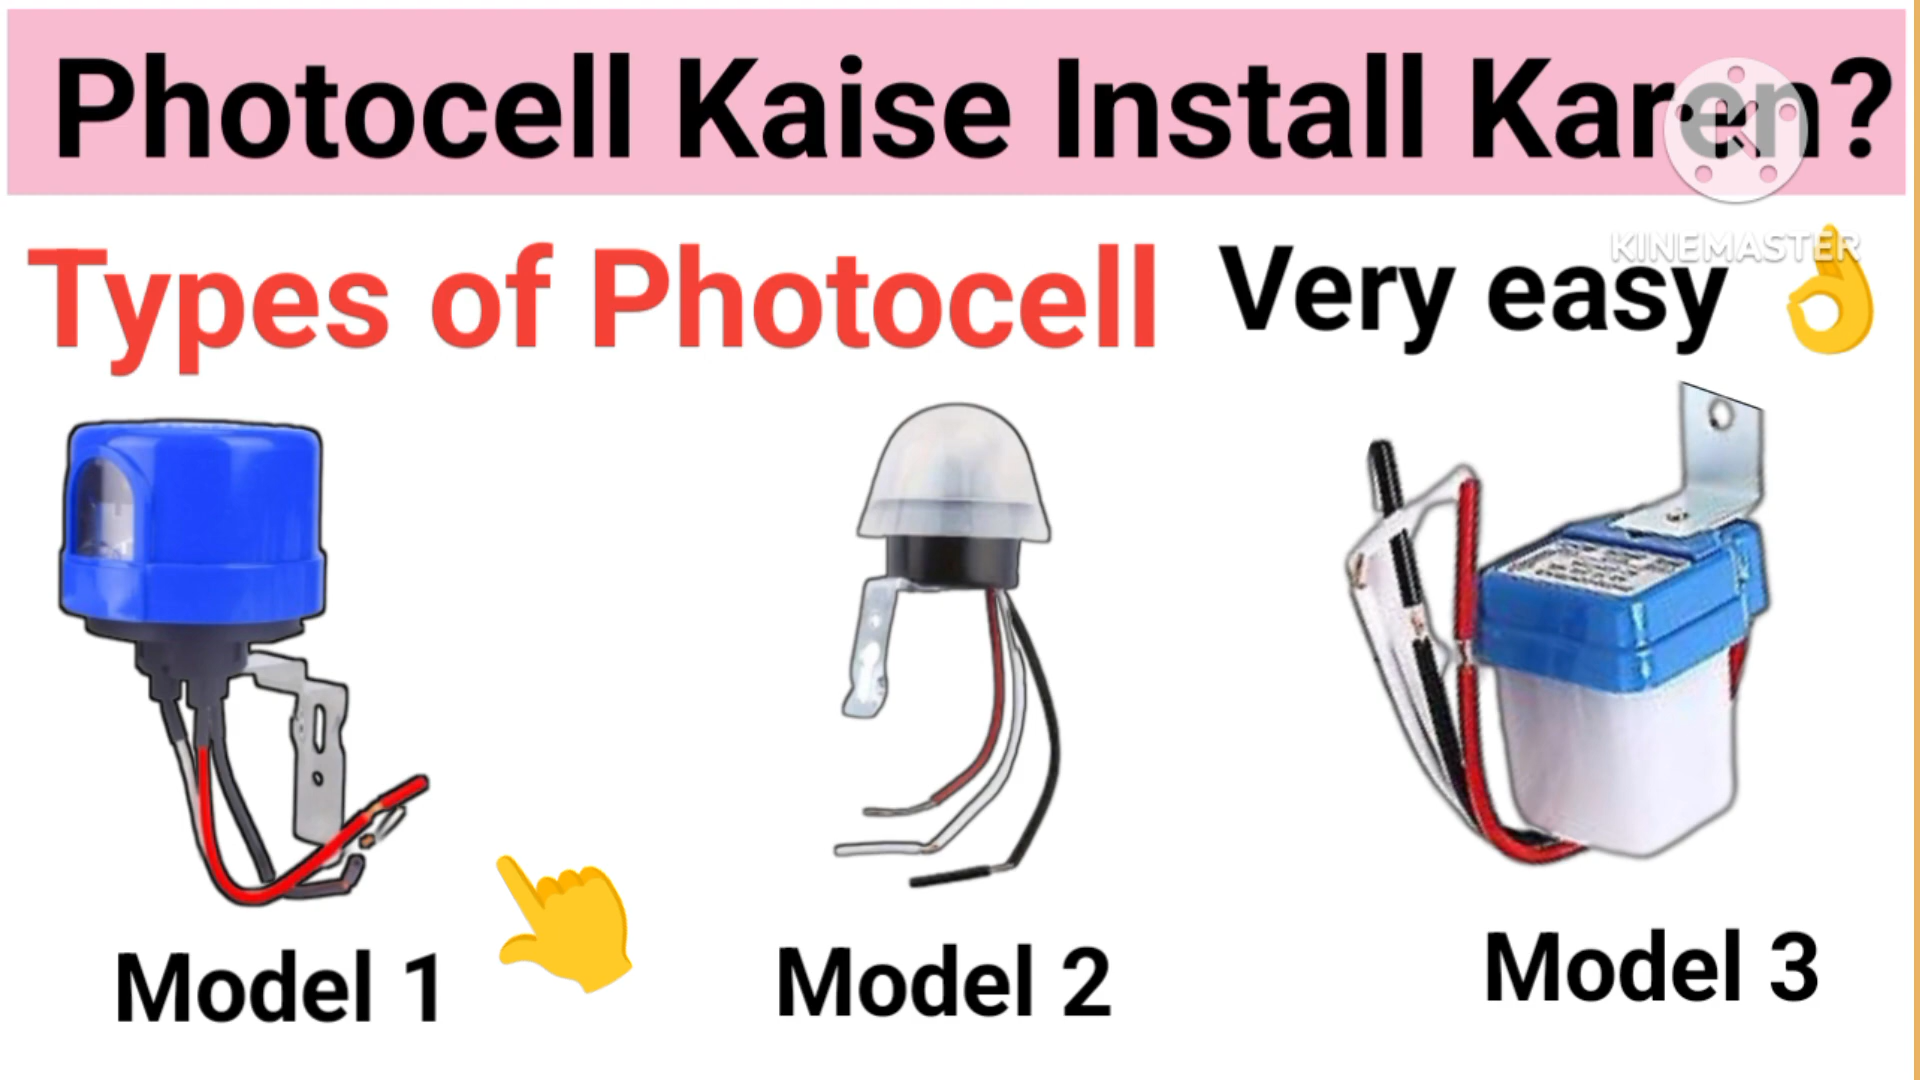 Photocell Kaise Install Karen?
KINEMASTER
Types of Photocell Very easy 👌
Model 1
Model 2
Model 3